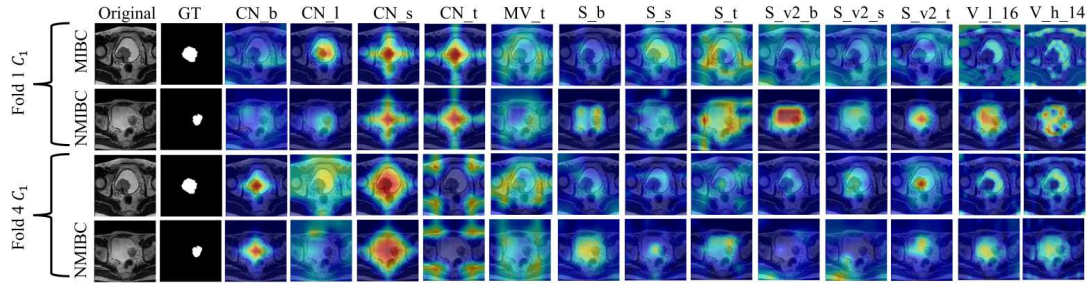 Original GT CN_b CN_l CN_s CN_t MV_t S_b S_s S_t S_v2_b S_v2_s S_v2_t V_l_16 V_h_14
Fold 1 C₁
MIBC
NMIBC
Fold 4 C₁
MIBC
NMIBC